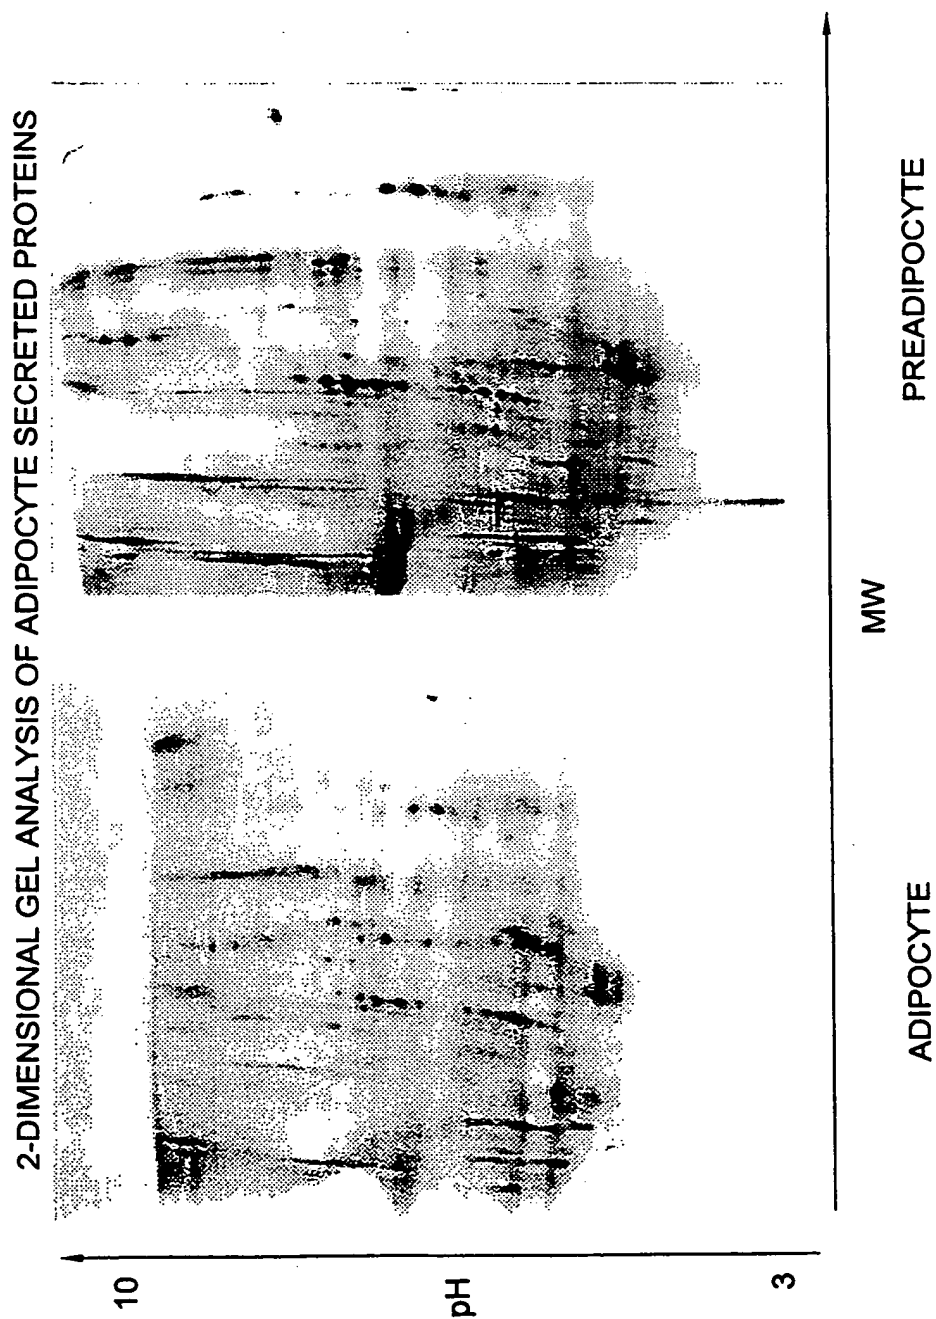 2-DIMENSIONAL GEL ANALYSIS OF ADIPOCYTE SECRETED PROTEINS
10
pH
3
MW
ADIPOCYTE
PREADIPOCYTE